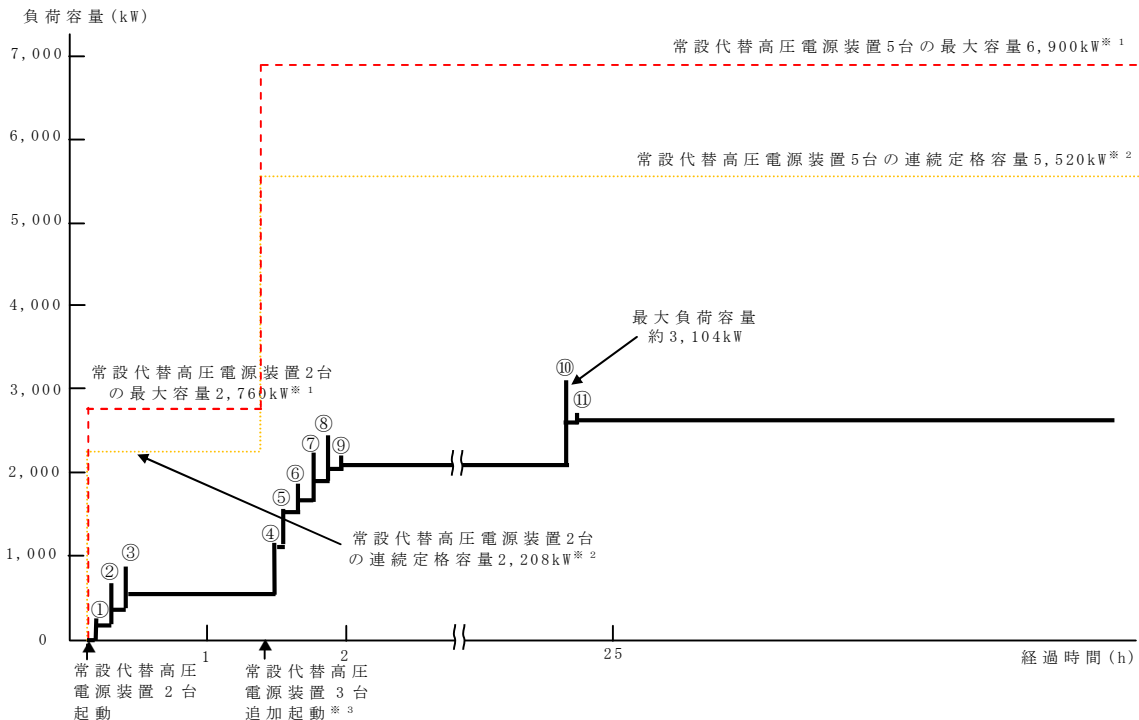 負荷容量(kW)
7,000
常設代替高圧電源装置5台の最大容量6,900kW※1
6,000
常設代替高圧電源装置5台の連続定格容量5,520kW※2
5,000
4,000
最大負荷容量
約3,104kW
⑩
⑪
常設代替高圧電源装置2台
の最大容量2,760kW※1
3,000
⑧
⑦
⑨
2,000
⑥
⑤
④
常設代替高圧電源装置2台
の連続定格容量2,208kW※2
1,000
③
②
①
0
1
2
25
経過時間(h)
常設代替高圧
電源装置2台
起動
常設代替高圧
電源装置3台
追加起動※3